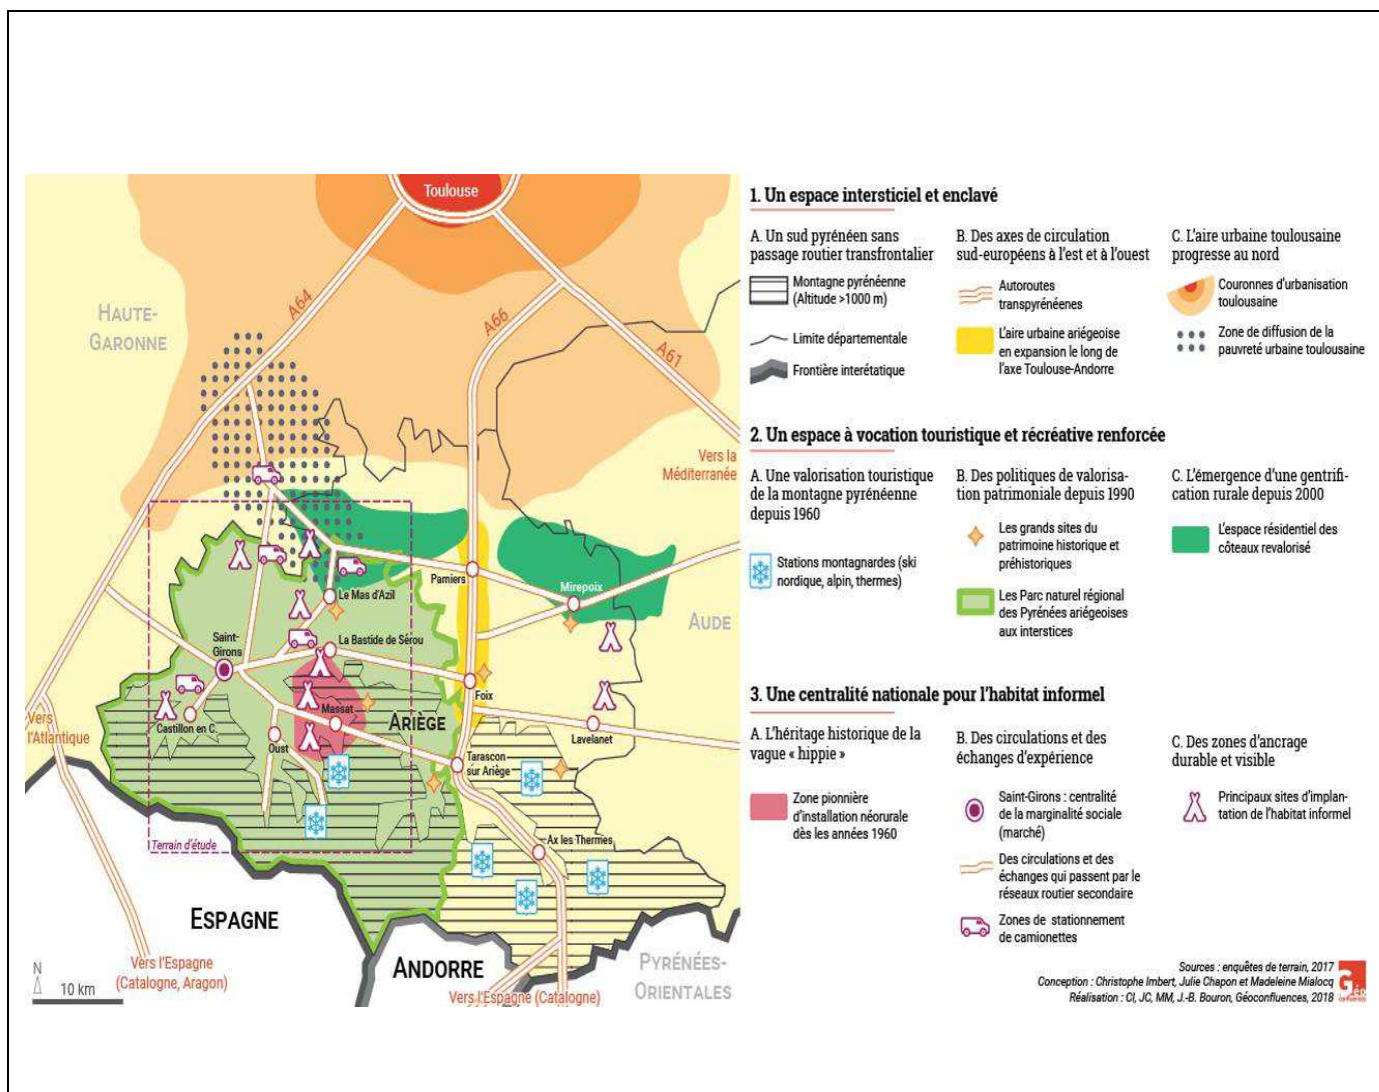 Toulouse
A64
A66
A61
HAUTE-
GARONNE
Vers la
Méditerranée
Pamiers
Mirepoix
Le Mas d'Azil
AUDE
Saint-
Girons
La Bastide de Sérou
Foix
Massat
ARIÈGE
Vers
l'Atlantique
Castillon en C.
Oust
Lavelanet
Tarascon
sur Ariège
Terrain d'étude
Ax les Thermes
ESPAGNE
ANDORRE
PYRÉNÉES-
ORIENTALES
Vers l'Espagne
(Catalogne, Aragon)
Vers l'Espagne (Catalogne)
N
10 km
1. Un espace intersticiel et enclavé
A. Un sud pyrénéen sans
passage routier transfrontalier
Montagne pyrénéenne
(Altitude >1000 m)
Limite départementale
Frontière interétatique
B. Des axes de circulation
sud-européens à l'est et à l'ouest
Autoroutes
transpyrénéenes
L'aire urbaine ariégeoise
en expansion le long de
l'axe Toulouse-Andorre
C. L'aire urbaine toulousaine
progresse au nord
Couronnes d'urbanisation
toulousaine
Zone de diffusion de la
pauvreté urbaine toulousaine
2. Un espace à vocation touristique et récréative renforcée
A. Une valorisation touristique
de la montagne pyrénéenne
depuis 1960
Stations montagnardes (ski
nordique, alpin, thermes)
B. Des politiques de valorisa-
tion patrimoniale depuis 1990
Les grands sites du
patrimoine historique et
préhistoriques
Les Parc naturel régional
des Pyrénées ariégeoises
aux interstices
C. L'émergence d'une gentrifi-
cation rurale depuis 2000
L'espace résidentiel des
côteaux revalorisé
3. Une centralité nationale pour l'habitat informel
A. L'héritage historique de la
vague « hippie »
Zone pionnière
d'installation néorurale
dès les années 1960
B. Des circulations et des
échanges d'expérience
Saint-Girons : centralité
de la marginalité sociale
(marché)
Des circulations et des
échanges qui passent par le
réseaux routier secondaire
Zones de stationnement
de camionettes
C. Des zones d'ancrage
durable et visible
Principaux sites d'implan-
tation de l'habitat informel
Sources : enquêtes de terrain, 2017
Conception : Christophe Imbert, Julie Chapon et Madeleine Mialocq
Réalisation : CI, JC, MM, J.-B. Bouron, Géoconfluences, 2018
Géo
confluences